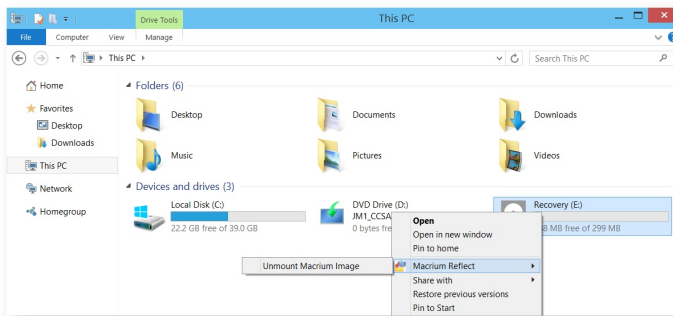 Drive Tools
This PC
File Computer View Manage
This PC
Search This PC
Home
Favorites
Desktop
Downloads
This PC
Network
Homegroup
Folders (6)
Desktop Documents Downloads
Music Pictures Videos
Devices and drives (3)
Local Disk (C:)
22.2 GB free of 39.0 GB
DVD Drive (D:)
JM1_CCSA
0 bytes fre
Recovery (E:)
8 MB free of 299 MB
Open
Open in new window
Pin to home
Macrium Reflect
Share with
Restore previous versions
Pin to Start
Unmount Macrium Image